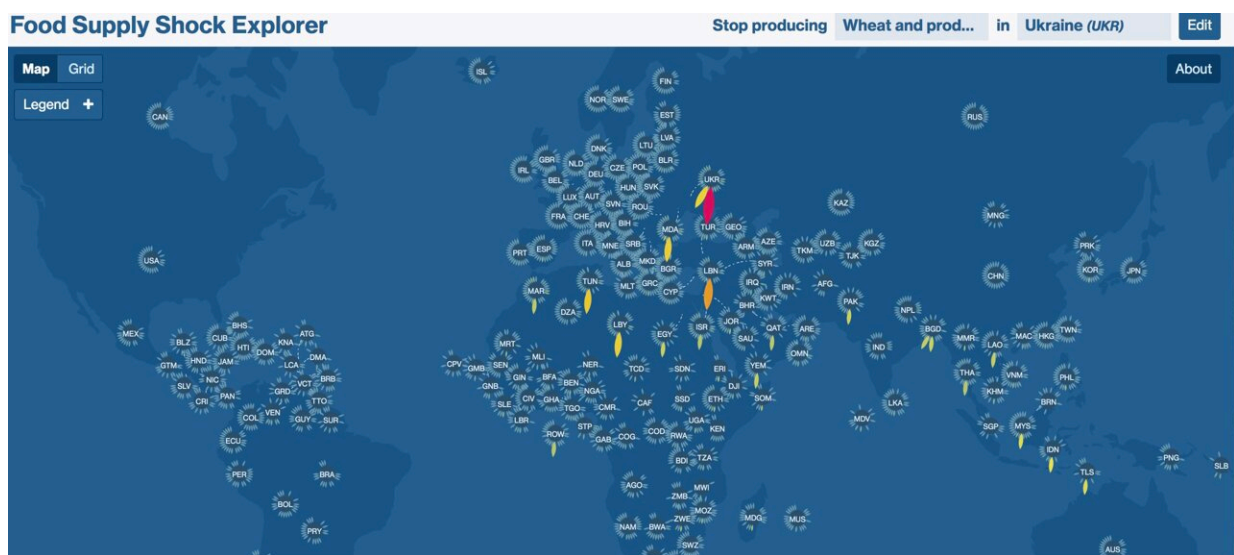 Food Supply Shock Explorer
Stop producing Wheat and prod... in Ukraine (UKR) Edit
Map Grid
About
Legend +
ISL
FIN
NOR SWE
CAN
EST
RUS
LVA
DNK LTU
GBR NLD CZE POL BLR
IRL DEU
BEL HUN SVK UKR
LUX AUT
SVN ROU KAZ
FRA CHE MNG
HRV BIH MDA TUR GEO
PRT ESP ITA MNE SRB ARM AZE TKM UZB KGZ PRK
USA ALB MKD BGR LBN SYR TJK KOR JPN
TUN MLT GRC CYP IRQ IRN AFG CHN
MAR BHR KWT PAK
DZA NPL
LBY EGY ISR JOR SAU QAT ARE BGD TWN
MEX CUB BHS KNA ATG MRT OMN IND MMR LAO MAC HKG
BLZ HTI DOM
GTM HND JAM LCA DMA CPV GMB SEN MLI NER TCD SDN ERI YEM THA VNM PHL
SLV NIC VCT BRB GNB GIN BFA BEN DJI KHM
CRI PAN GRD TTO SLE CIV GHA NGA CMR CAF SSD ETH SOM LKA BRN
COL VEN GUY SUR LBR TGO UGA KEN MDV SGP MYS
ECU ROW STP GAB COG COD RWA IDN PNG SLB
PER BRA BDI TZA TLS
BOL AGO ZMB MWI
PRY NAM BWA ZWE MOZ MDG MUS
SWZ AUS